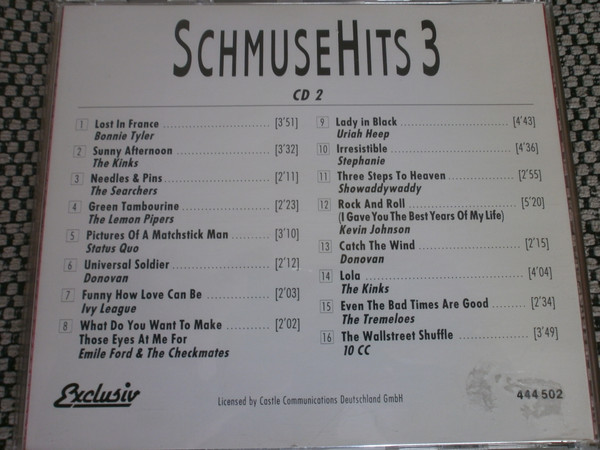 SCHMUSEHITS 3
CD 2
1 Lost In France ........................ [3'51]
Bonnie Tyler
2 Sunny Afternoon ..................... [3'32]
The Kinks
3 Needles & Pins ....................... [2'11]
The Searchers
4 Green Tambourine .................. [2'23]
The Lemon Pipers
5 Pictures Of A Matchstick Man ........ [3'10]
Status Quo
6 Universal Soldier ..................... [2'12]
Donovan
7 Funny How Love Can Be ............. [2'03]
Ivy League
8 What Do You Want To Make .......... [2'02]
Those Eyes At Me For
Emile Ford & The Checkmates
9 Lady in Black ........................ [4'43]
Uriah Heep
10 Irresistible ........................... [4'36]
Stephanie
11 Three Steps To Heaven .............. [2'55]
Showaddywaddy
12 Rock And Roll ....................... [5'20]
(I Gave You The Best Years Of My Life)
Kevin Johnson
13 Catch The Wind ..................... [2'15]
Donovan
14 Lola ................................. [4'04]
The Kinks
15 Even The Bad Times Are Good ....... [2'34]
The Tremeloes
16 The Wallstreet Shuffle ............... [3'49]
10 CC
Exclusiv
Licensed by Castle Communications Deutschland GmbH
444 502